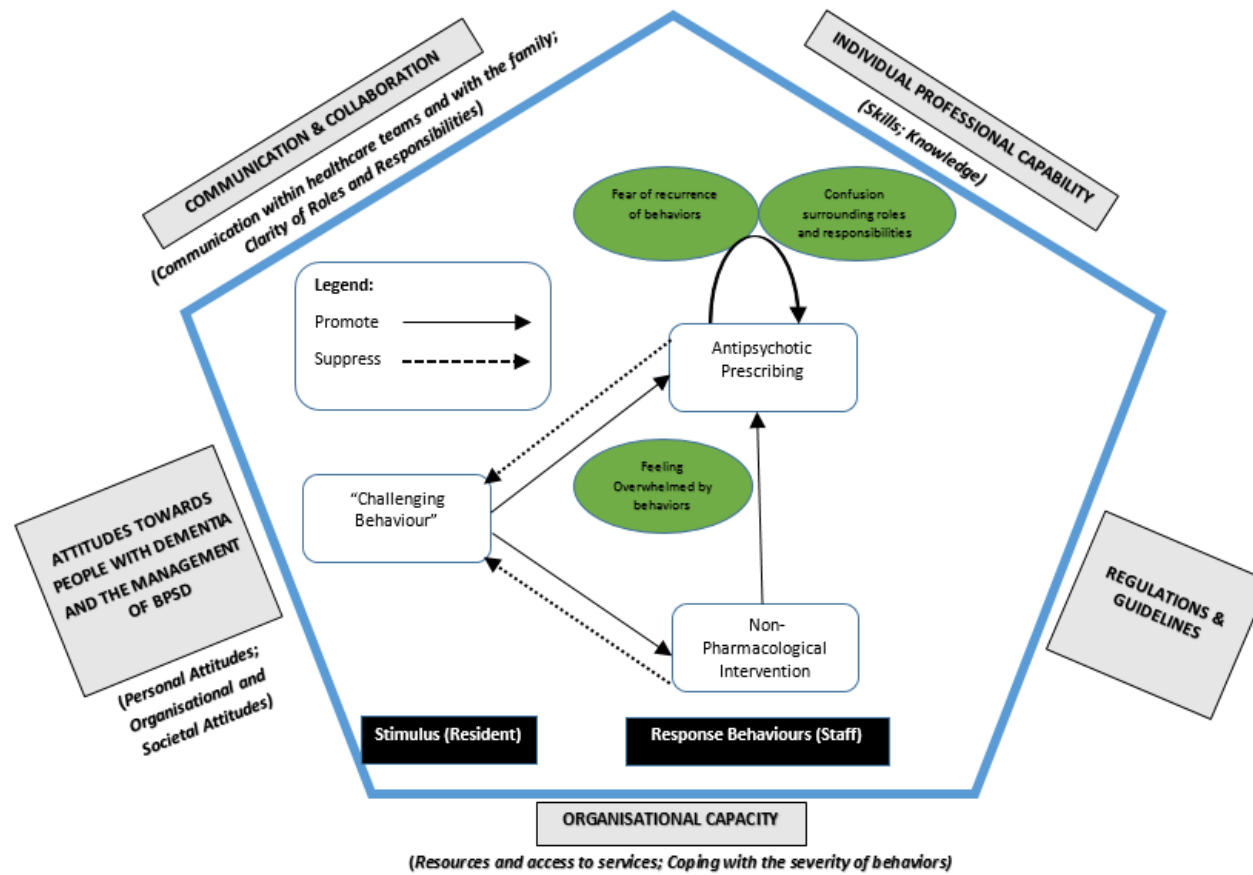 COMMUNICATION & COLLABORATION
(Communication within healthcare teams and with the family;
Clarity of Roles and Responsibilities)
INDIVIDUAL PROFESSIONAL
CAPABILITY
(Skills; Knowledge)
Fear of recurrence
of behaviors
Confusion
surrounding roles
and responsibilities
Legend:
Promote
Suppress
Antipsychotic
Prescribing
Feeling
Overwhelmed by
behaviors
“Challenging
Behaviour”
Non-
Pharmacological
Intervention
ATTITUDES TOWARDS
PEOPLE WITH DEMENTIA
AND THE MANAGEMENT
OF BPSD
(Personal Attitudes;
Organisational and
Societal Attitudes)
REGULATIONS &
GUIDELINES
Stimulus (Resident)
Response Behaviours (Staff)
ORGANISATIONAL CAPACITY
(Resources and access to services; Coping with the severity of behaviors)